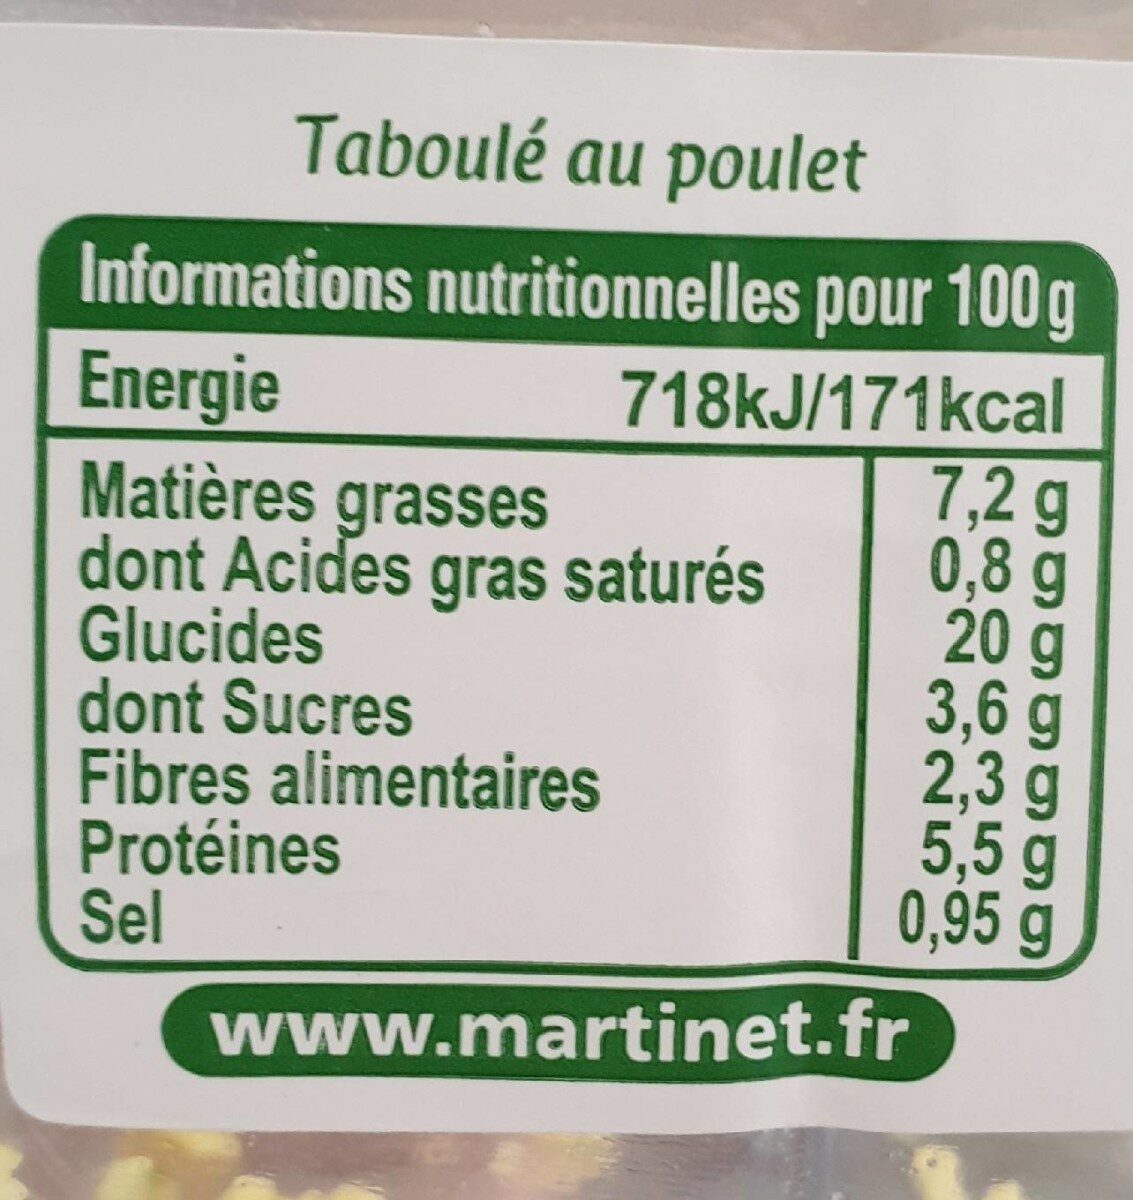 Taboulé au poulet
Informations nutritionnelles pour 100g
Energie 718kJ/171kcal
Matières grasses 7,2 g
dont Acides gras saturés 0,8 g
Glucides 20 g
dont Sucres 3,6 g
Fibres alimentaires 2,3 g
Protéines 5,5 g
Sel 0,95 g
www.martinet.fr